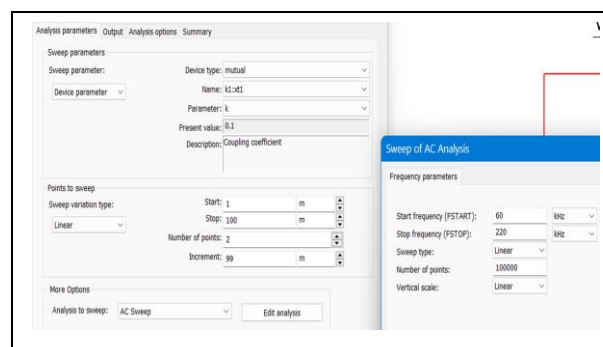 Analysis parameters Output Analysis options Summary
Sweep parameters
Sweep parameter: Device type: mutual
Device parameter Name: k1:xt1
Parameter: k
Present value: 0.1
Description: Coupling coefficient
Points to sweep
Sweep variation type: Start: 1 m
Linear Stop: 100 m
Number of points: 2
Increment: 99 m
More Options
Analysis to sweep: AC Sweep Edit analysis
Sweep of AC Analysis
Frequency parameters
Start frequency (FSTART): 60 kHz
Stop frequency (FSTOP): 220 kHz
Sweep type: Linear
Number of points: 100000
Vertical scale: Linear